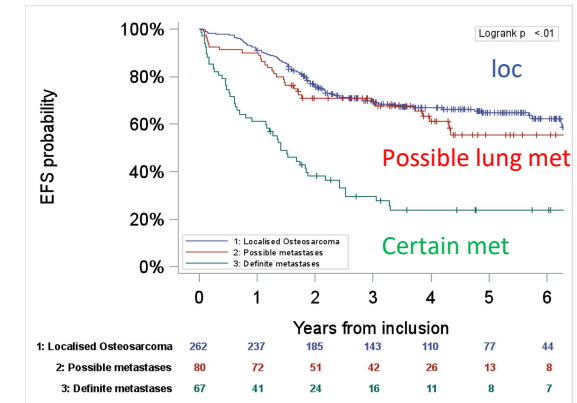 100%
80%
60%
40%
20%
0%
EFS probability
Logrank p <.01
loc
Possible lung met
Certain met
1: Localised Osteosarcoma
2: Possible metastases
3: Definite metastases
0 1 2 3 4 5 6
Years from inclusion
1: Localised Osteosarcoma 262 237 185 143 110 77 44
2: Possible metastases 80 72 51 42 26 13 8
3: Definite metastases 67 41 24 16 11 8 7